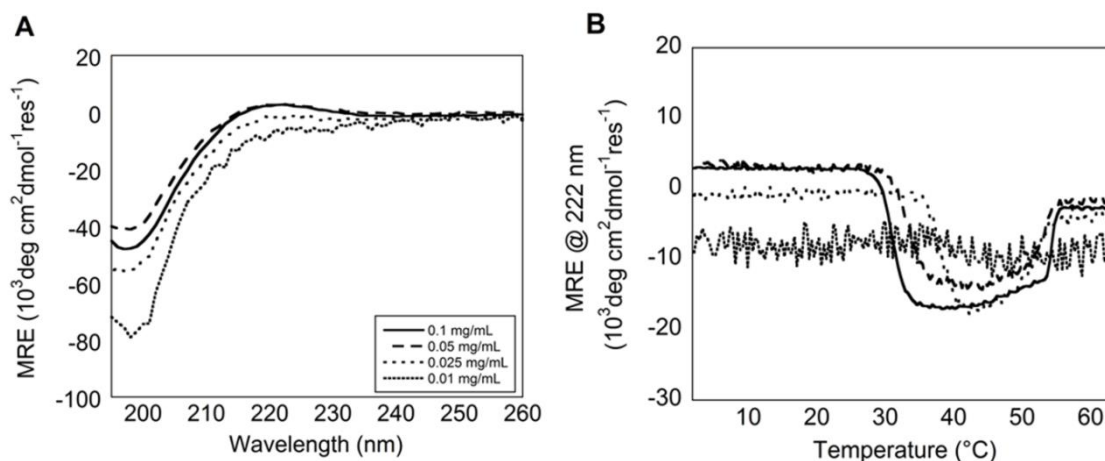 A
MRE (10³deg cm²dmol⁻¹res⁻¹)
20
0
-20
-40
-60
-80
-100
200 210 220 230 240 250 260
Wavelength (nm)
0.1 mg/mL
0.05 mg/mL
0.025 mg/mL
0.01 mg/mL
B
MRE @ 222 nm
(10³deg cm²dmol⁻¹res⁻¹)
20
10
0
-10
-20
-30
10 20 30 40 50 60
Temperature (°C)